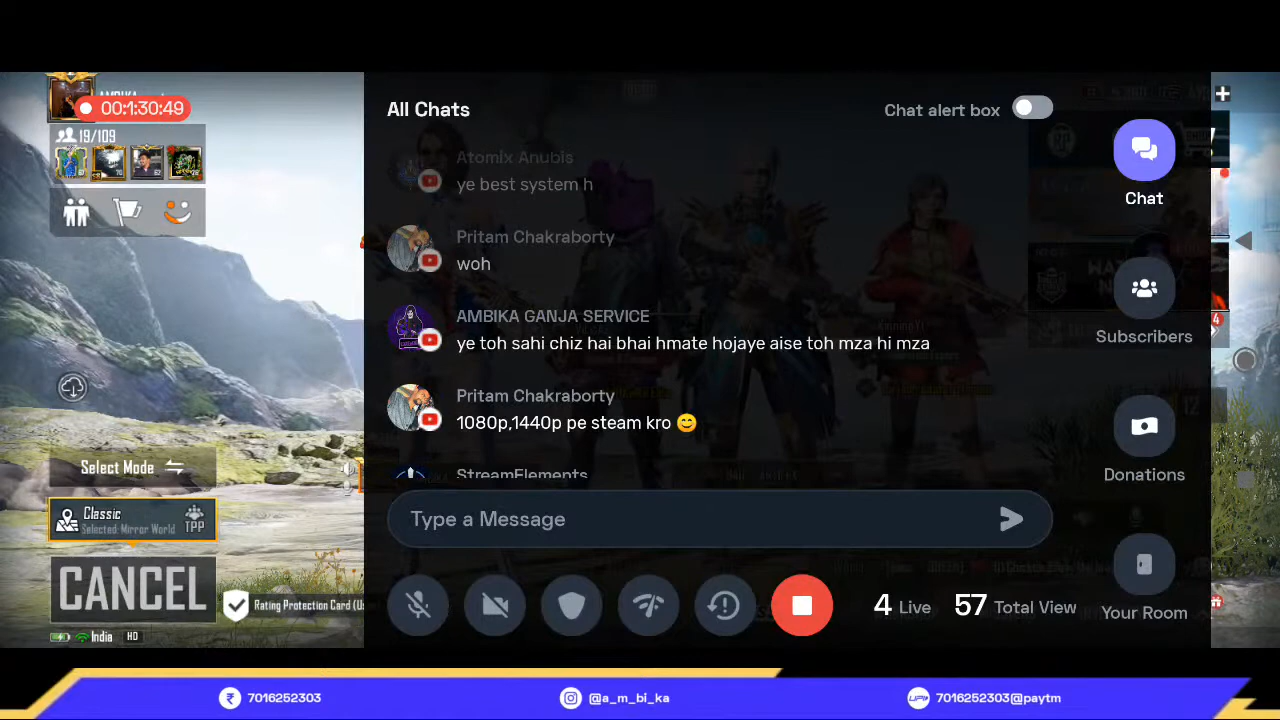 00:1:30:49
19/109
All Chats
Chat alert box
Atomix Anubis
ye best system h
Chat
Pritam Chakraborty
woh
AMBIKA GANJA SERVICE
ye toh sahi chiz hai bhai hmate hojaye aise toh mza hi mza
Subscribers
Pritam Chakraborty
1080p,1440p pe steam kro 😊
StreamElements
Donations
Select Mode
Classic
Selected: Mirror World
TPP
Type a Message
CANCEL
Rating Protection Card
4 Live
57 Total View
Your Room
India
HD
7016252303
@a_m_bi_ka
7016252303@paytm